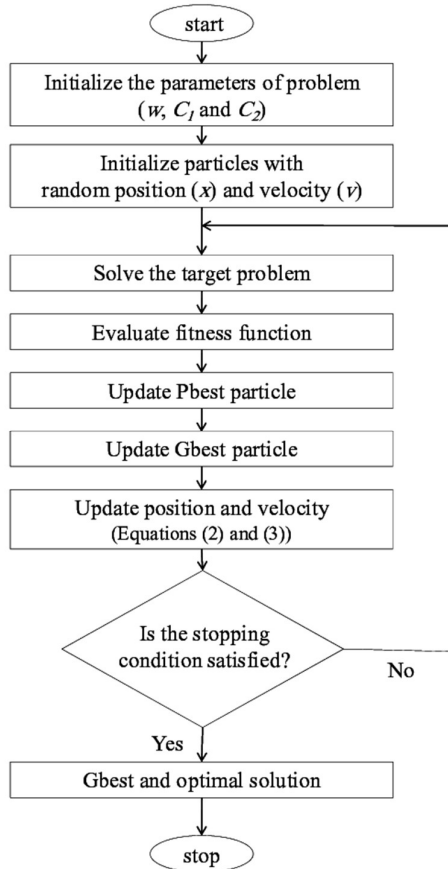 start
Initialize the parameters of problem
(w, C₁ and C₂)
Initialize particles with
random position (x) and velocity (v)
Solve the target problem
Evaluate fitness function
Update Pbest particle
Update Gbest particle
Update position and velocity
(Equations (2) and (3))
Is the stopping
condition satisfied?
No
Yes
Gbest and optimal solution
stop